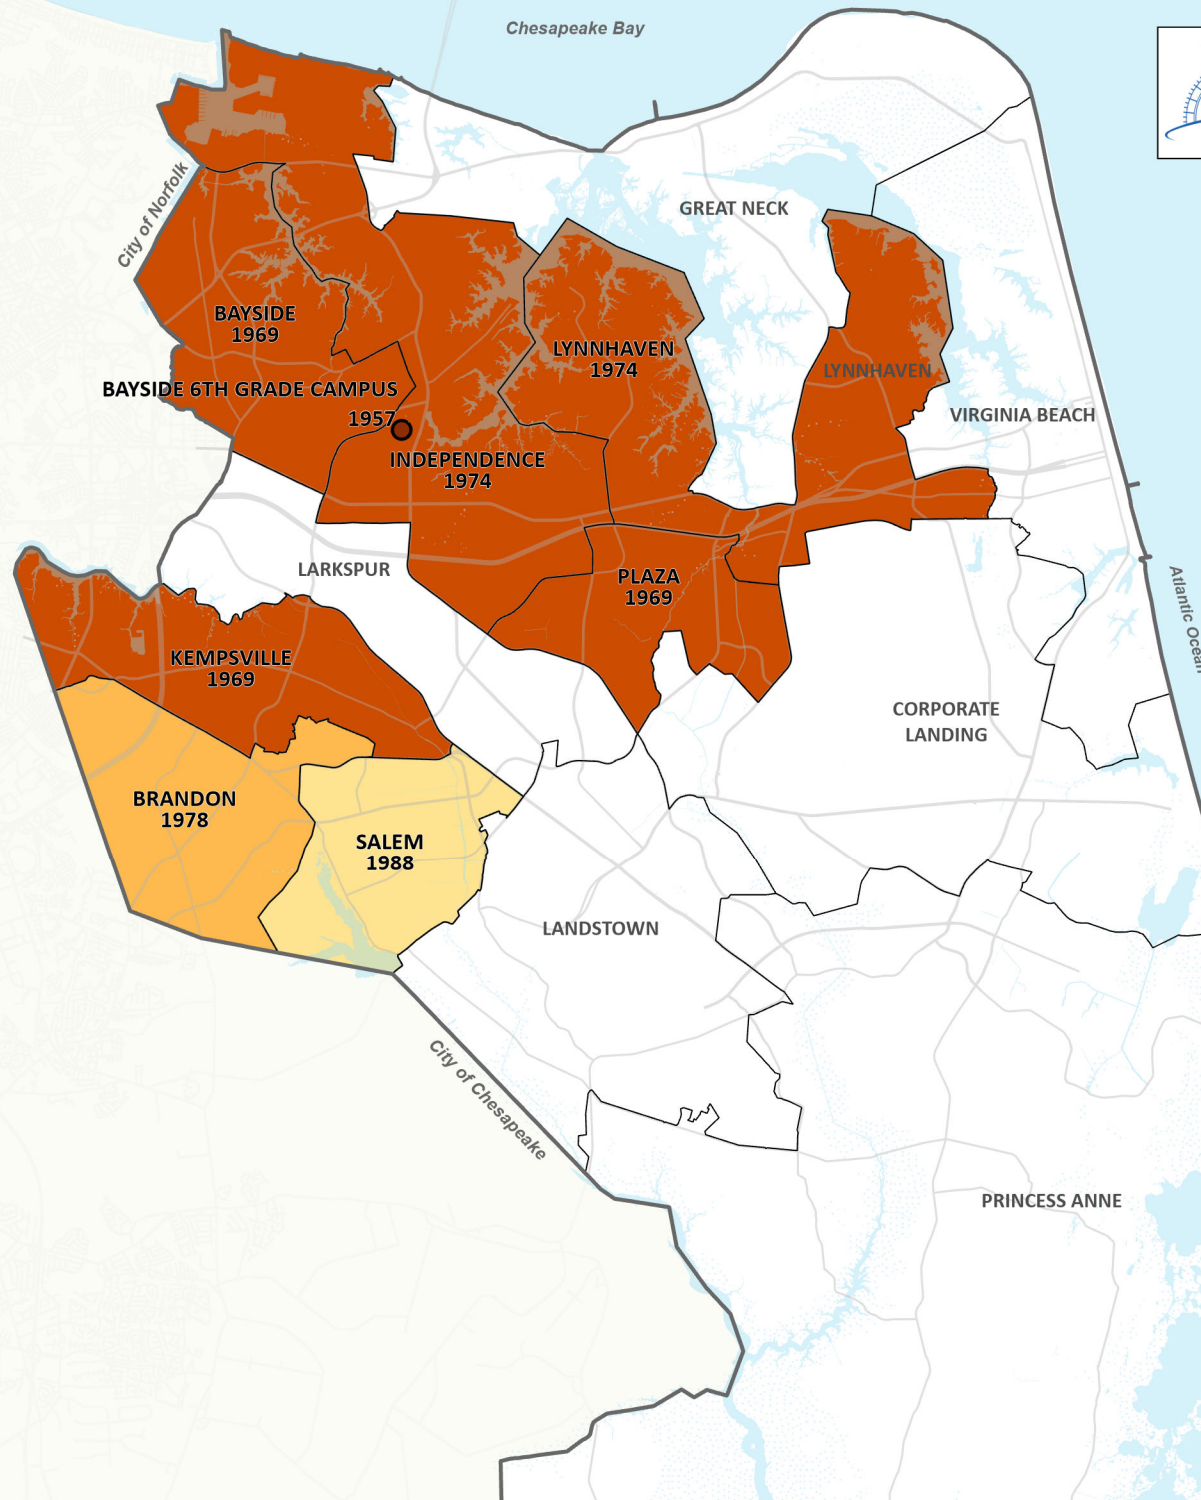 Chesapeake Bay
City of Norfolk
GREAT NECK
BAYSIDE
1969
LYNNHAVEN
1974
LYNNHAVEN
BAYSIDE 6TH GRADE CAMPUS
1957
VIRGINIA BEACH
INDEPENDENCE
1974
LARKSPUR
PLAZA
1969
Atlantic Ocean
KEMPSVILLE
1969
CORPORATE
LANDING
BRANDON
1978
SALEM
1988
LANDSTOWN
City of Chesapeake
PRINCESS ANNE